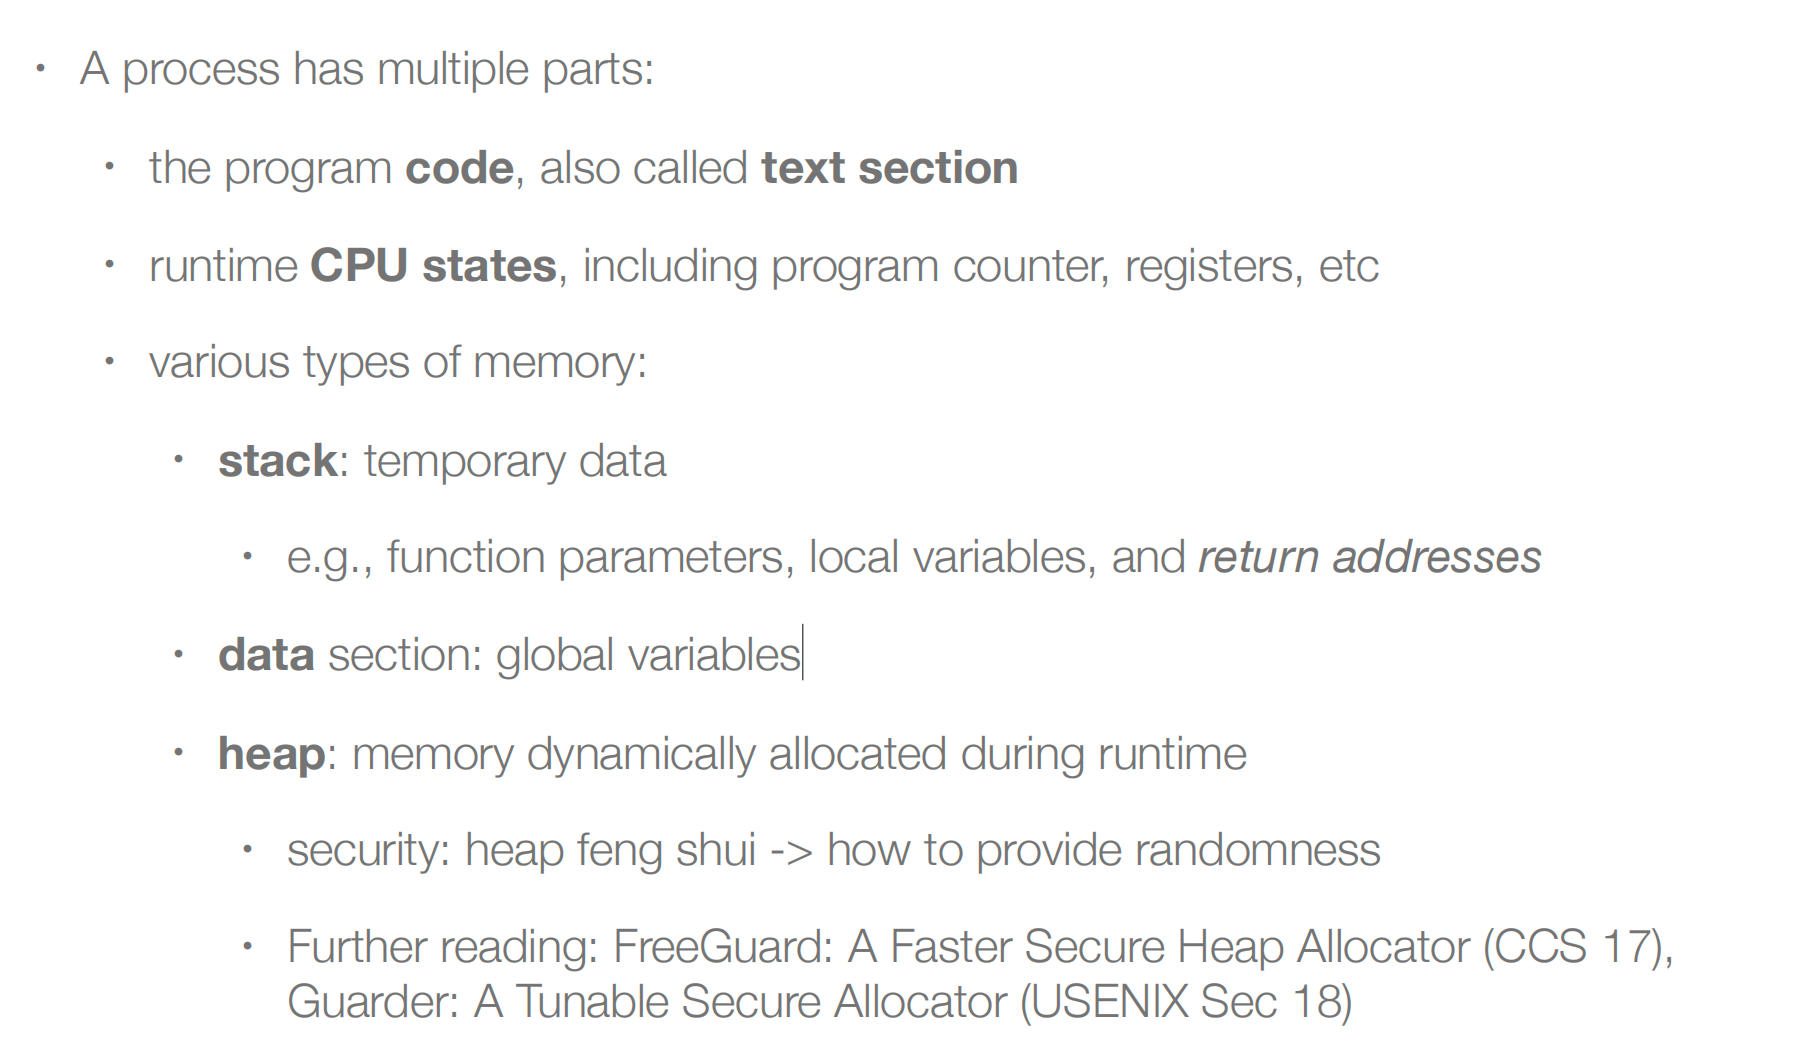 • A process has multiple parts:
• the program code, also called text section
• runtime CPU states, including program counter, registers, etc
• various types of memory:
• stack: temporary data
• e.g., function parameters, local variables, and return addresses
• data section: global variables
• heap: memory dynamically allocated during runtime
• security: heap feng shui -> how to provide randomness
• Further reading: FreeGuard: A Faster Secure Heap Allocator (CCS 17),
Guarder: A Tunable Secure Allocator (USENIX Sec 18)